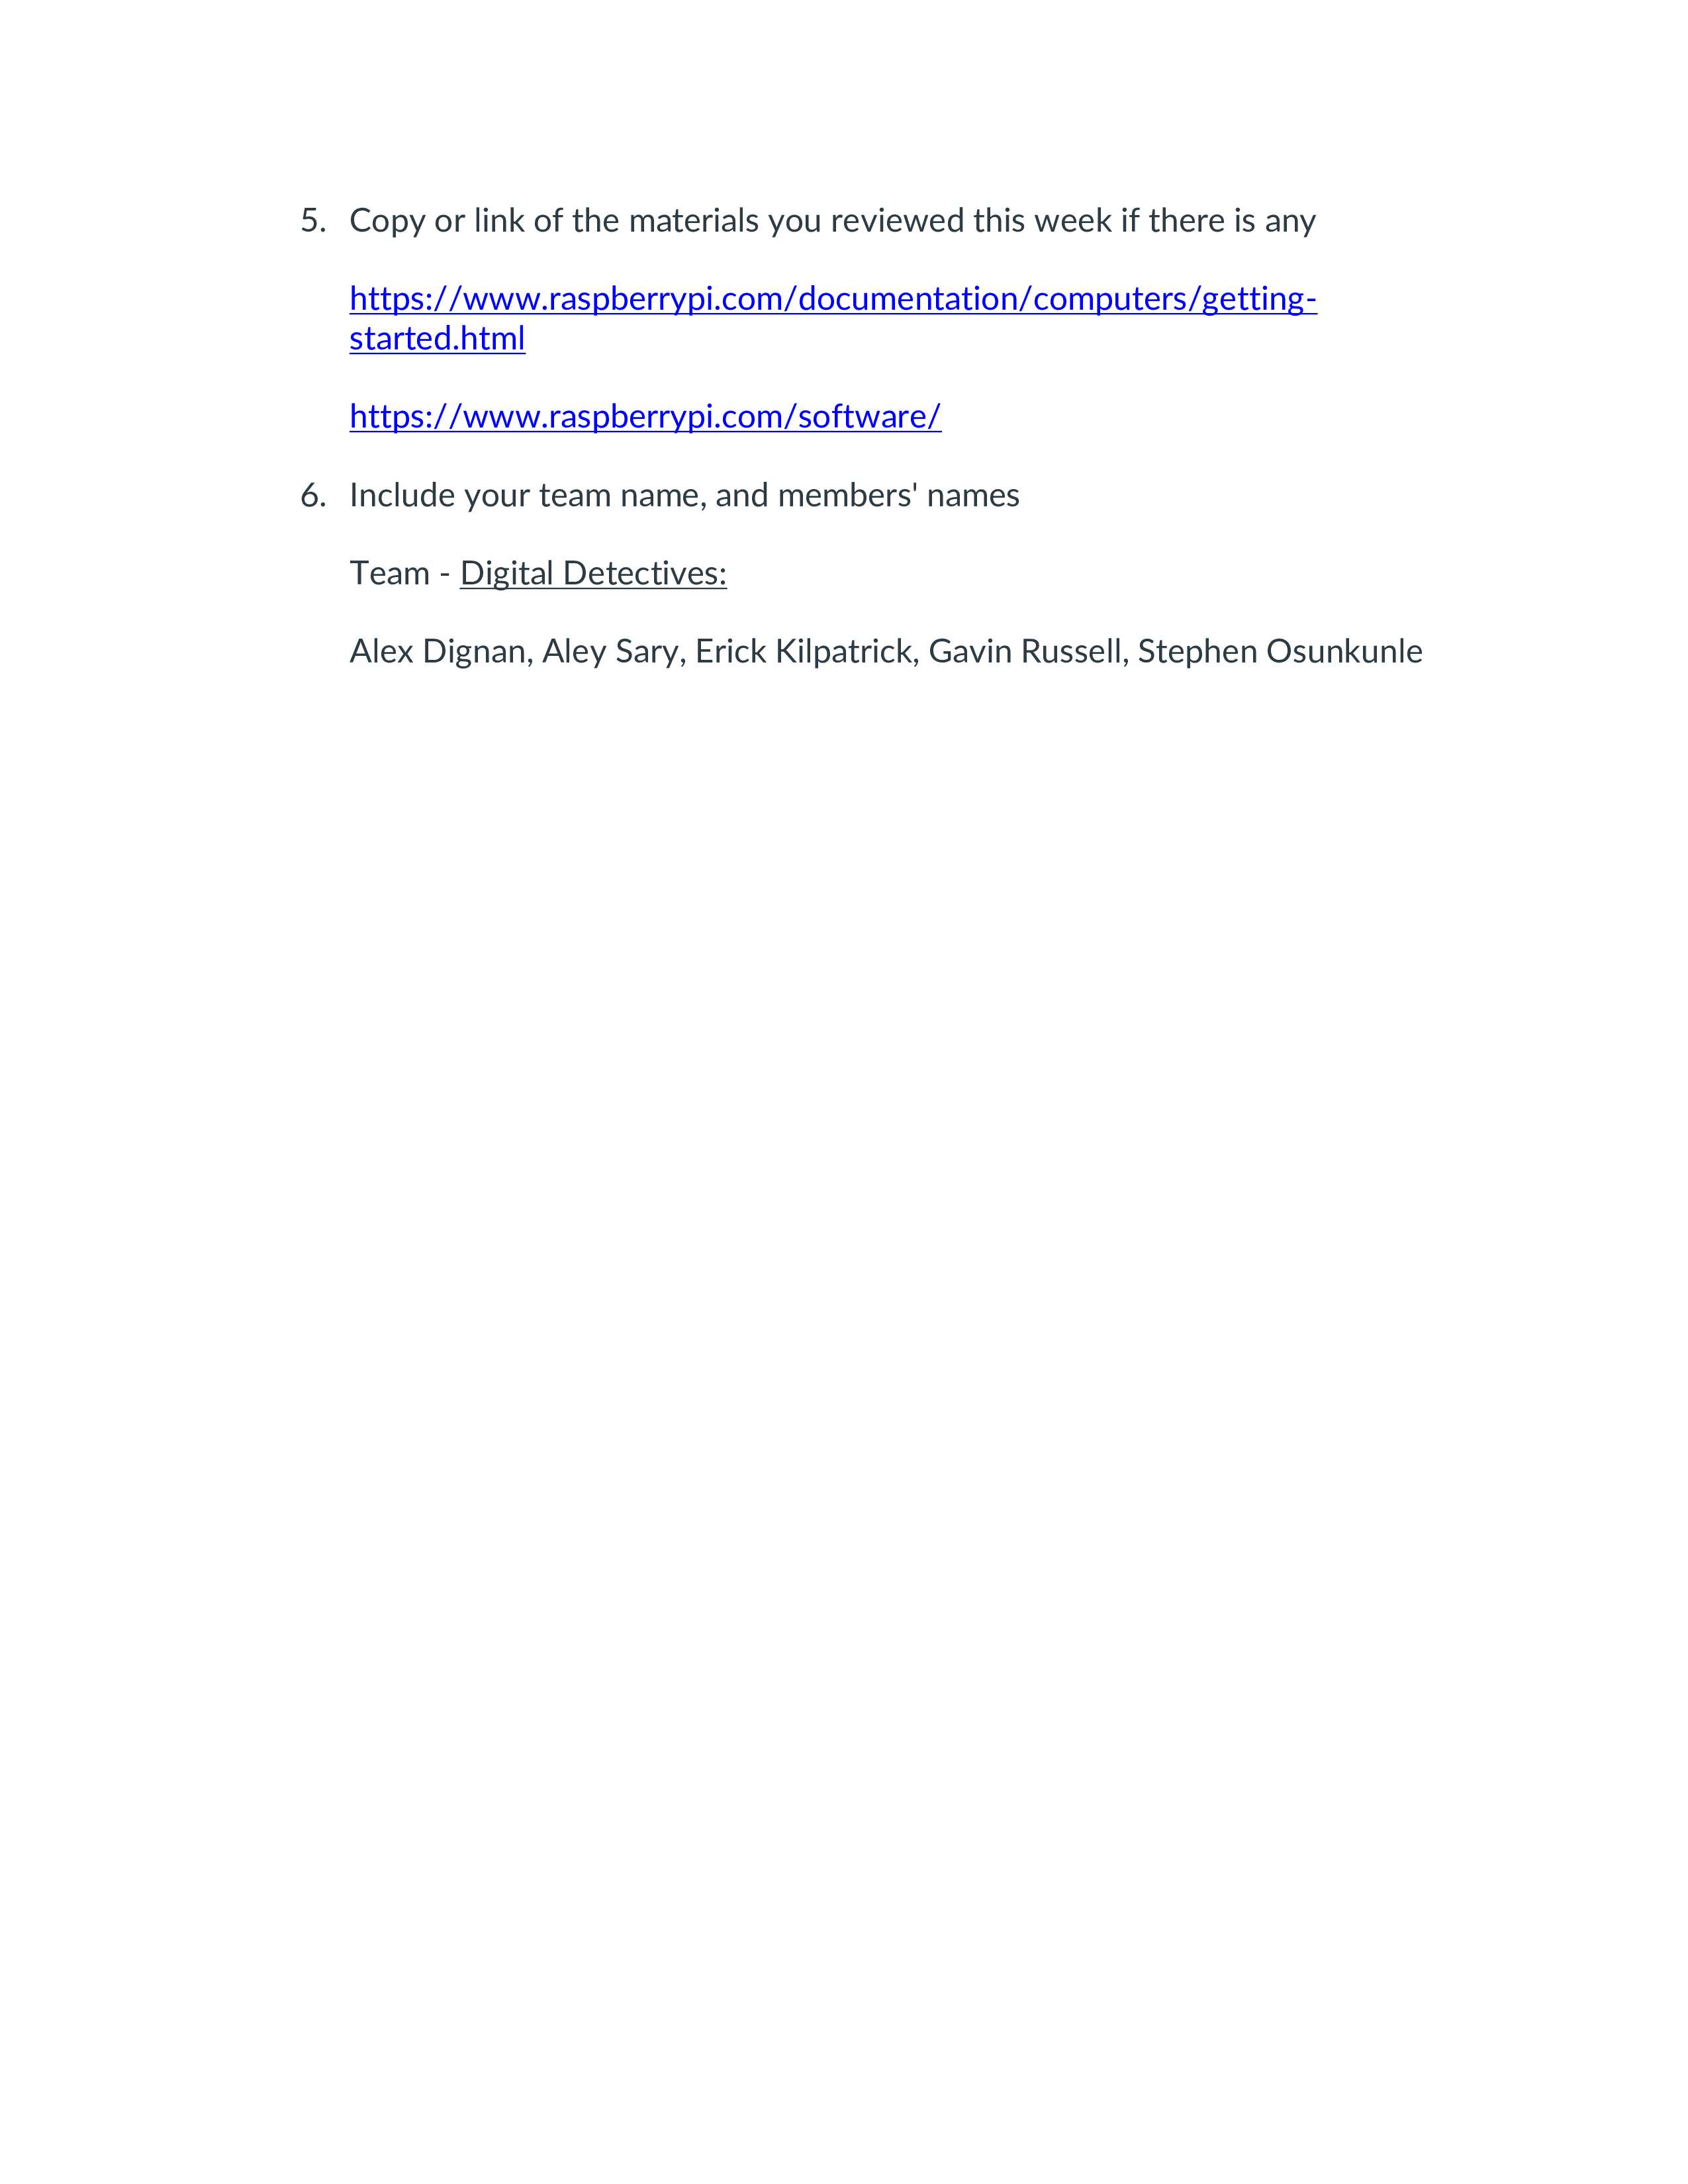 5. Copy or link of the materials you reviewed this week if there is any
https://www.raspberrypi.com/documentation/computers/getting-
started.html
https://www.raspberrypi.com/software/
6. Include your team name, and members' names
Team - Digital Detectives:
Alex Dignan, Aley Sary, Erick Kilpatrick, Gavin Russell, Stephen Osunkunle